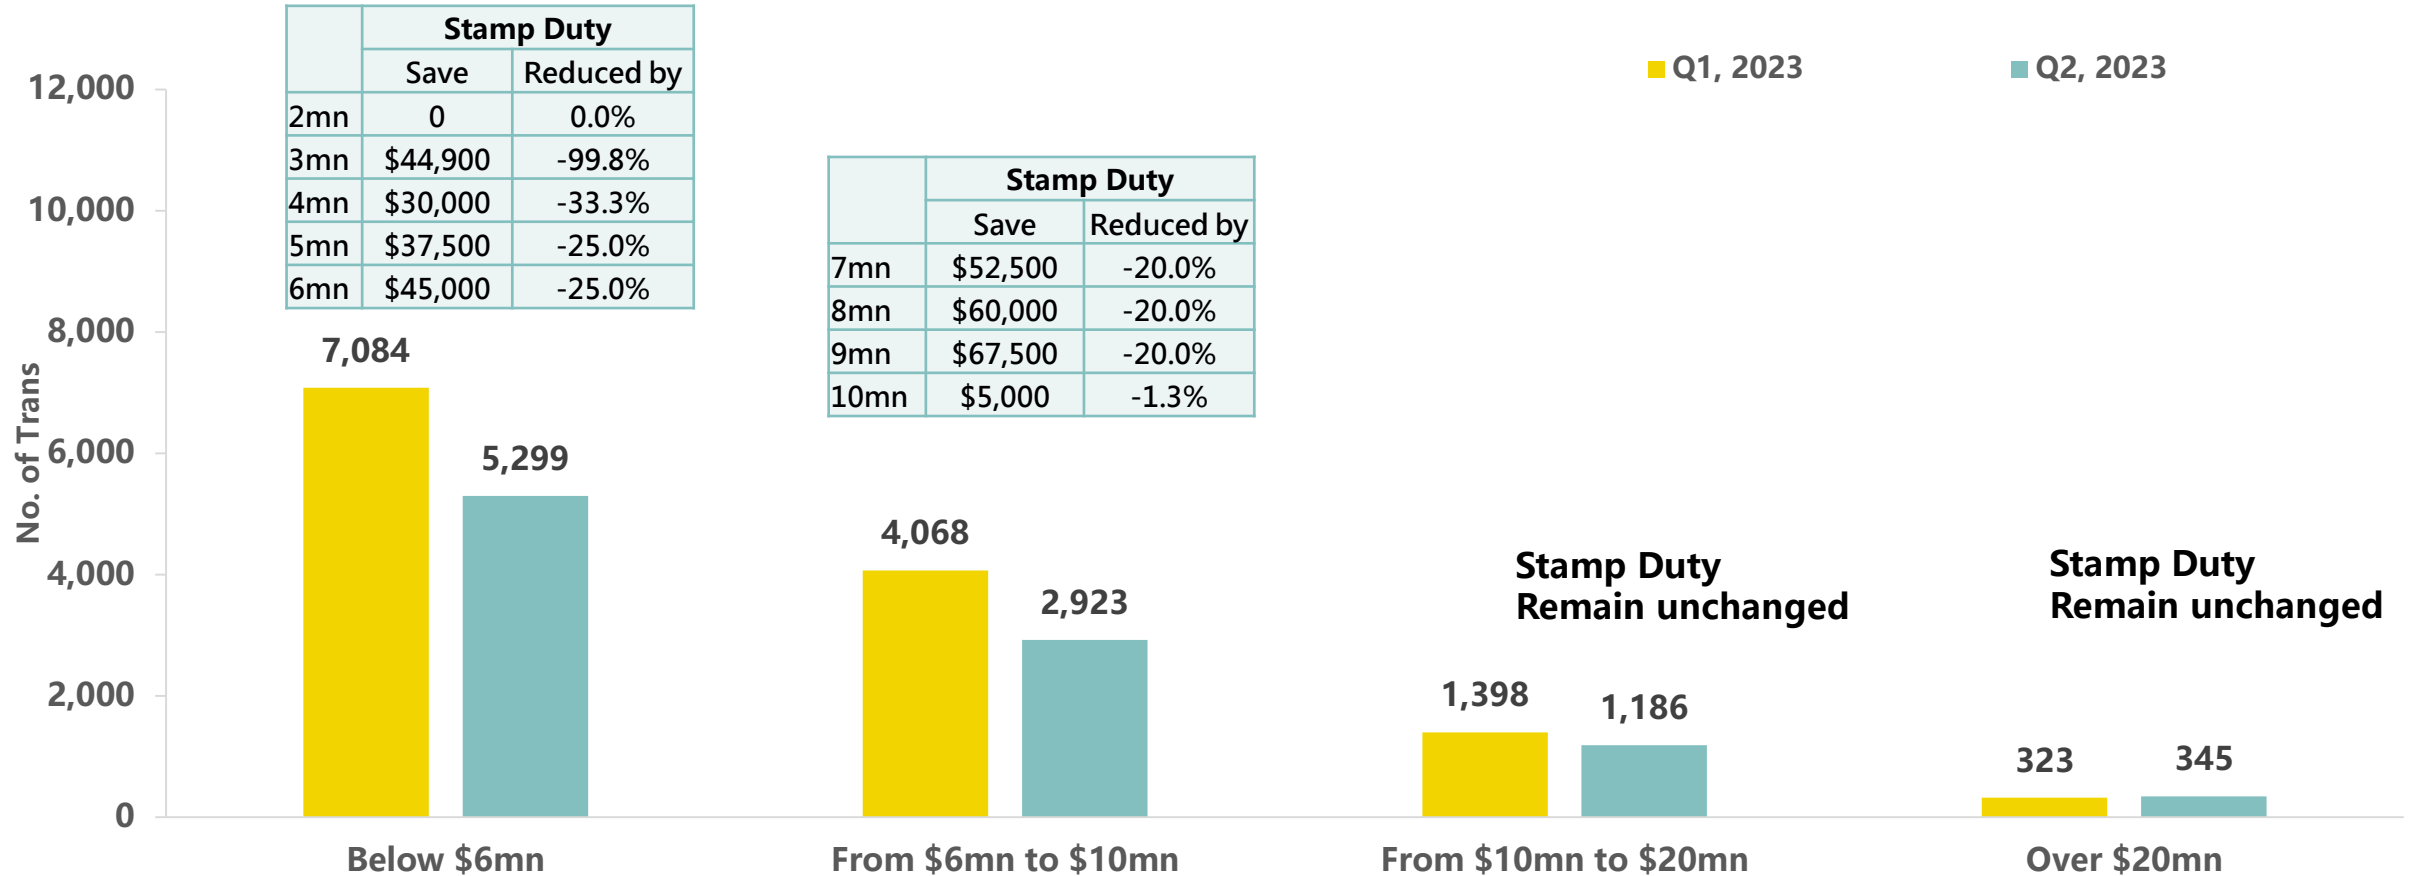 Stamp Duty
Save Reduced by
2mn 0 0.0%
3mn $44,900 -99.8%
4mn $30,000 -33.3%
5mn $37,500 -25.0%
6mn $45,000 -25.0%
Stamp Duty
Save Reduced by
7mn $52,500 -20.0%
8mn $60,000 -20.0%
9mn $67,500 -20.0%
10mn $5,000 -1.3%
Q1, 2023 Q2, 2023
12,000
10,000
8,000
6,000
4,000
2,000
0
No. of Trans
7,084
5,299
4,068
2,923
1,398
1,186
323
345
Stamp Duty
Remain unchanged
Stamp Duty
Remain unchanged
Below $6mn From $6mn to $10mn From $10mn to $20mn Over $20mn